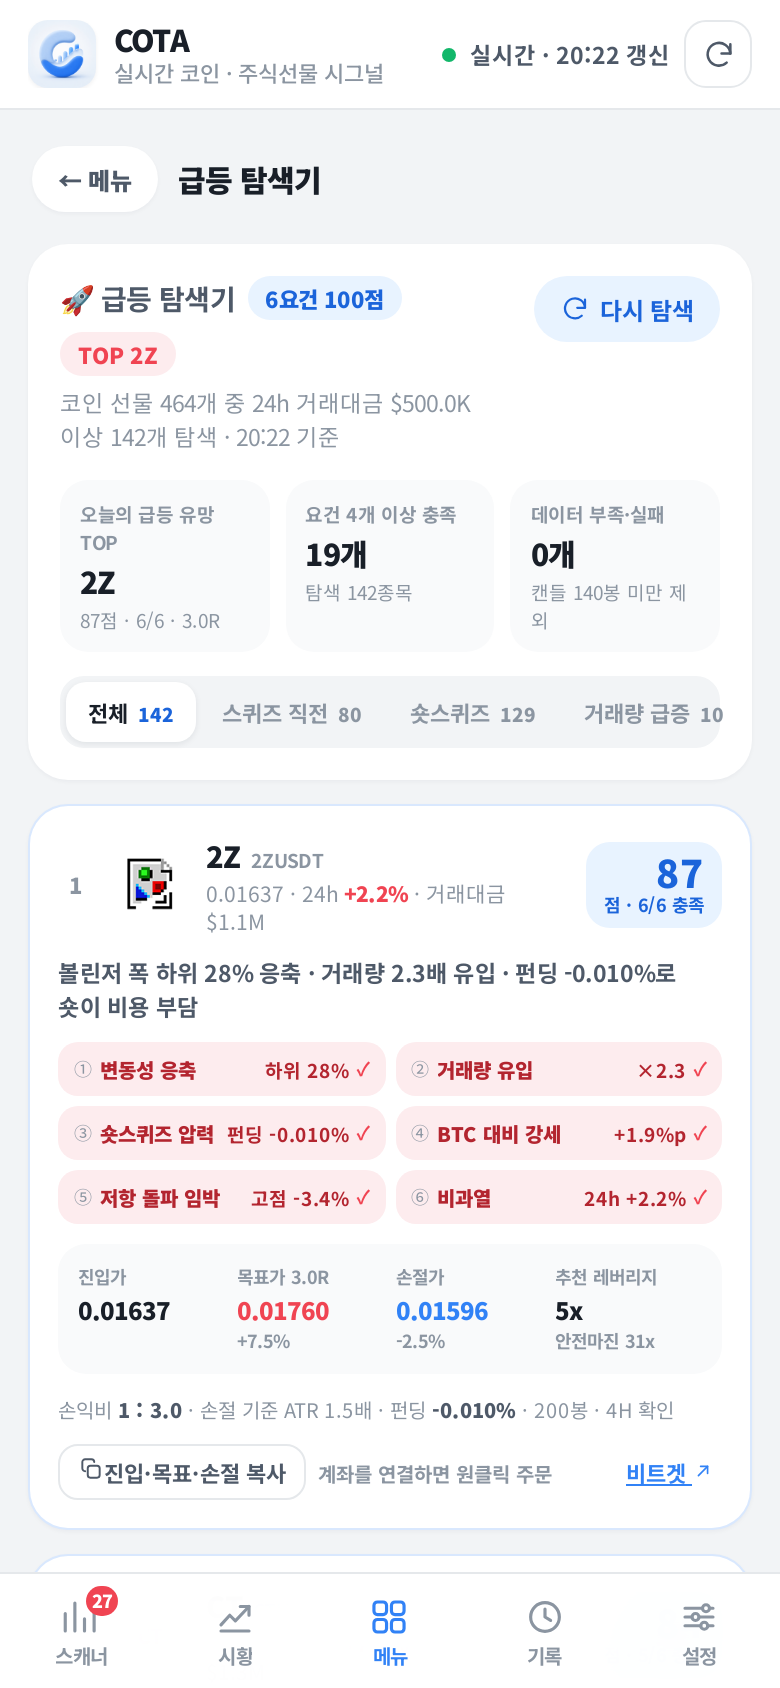 COTA
실시간 코인 · 주식선물 시그널
실시간 · 20:22 갱신
← 메뉴
급등 탐색기
🚀 급등 탐색기 6요건 100점
다시 탐색
TOP 2Z
코인 선물 464개 중 24h 거래대금 $500.0K
이상 142개 탐색 · 20:22 기준
오늘의 급등 유망
TOP
2Z
87점 · 6/6 · 3.0R
요건 4개 이상 충족
19개
탐색 142종목
데이터 부족·실패
0개
캔들 140봉 미만 제
외
전체 142 스퀴즈 직전 80 숏스퀴즈 129 거래량 급증 10
1
2Z 2ZUSDT
0.01637 · 24h +2.2% · 거래대금
$1.1M
87
점 · 6/6 충족
볼린저 폭 하위 28% 응축 · 거래량 2.3배 유입 · 펀딩 -0.010%로
숏이 비용 부담
① 변동성 응축 하위 28% ✓
② 거래량 유입 ×2.3 ✓
③ 숏스퀴즈 압력 펀딩 -0.010% ✓
④ BTC 대비 강세 +1.9%p ✓
⑤ 저항 돌파 임박 고점 -3.4% ✓
⑥ 비과열 24h +2.2% ✓
진입가
0.01637
목표가 3.0R
0.01760
+7.5%
손절가
0.01596
-2.5%
추천 레버리지
5x
안전마진 31x
손익비 1 : 3.0 · 손절 기준 ATR 1.5배 · 펀딩 -0.010% · 200봉 · 4H 확인
진입·목표·손절 복사
계좌를 연결하면 원클릭 주문
비트겟 ↗
27
스캐너
시황
메뉴
기록
설정